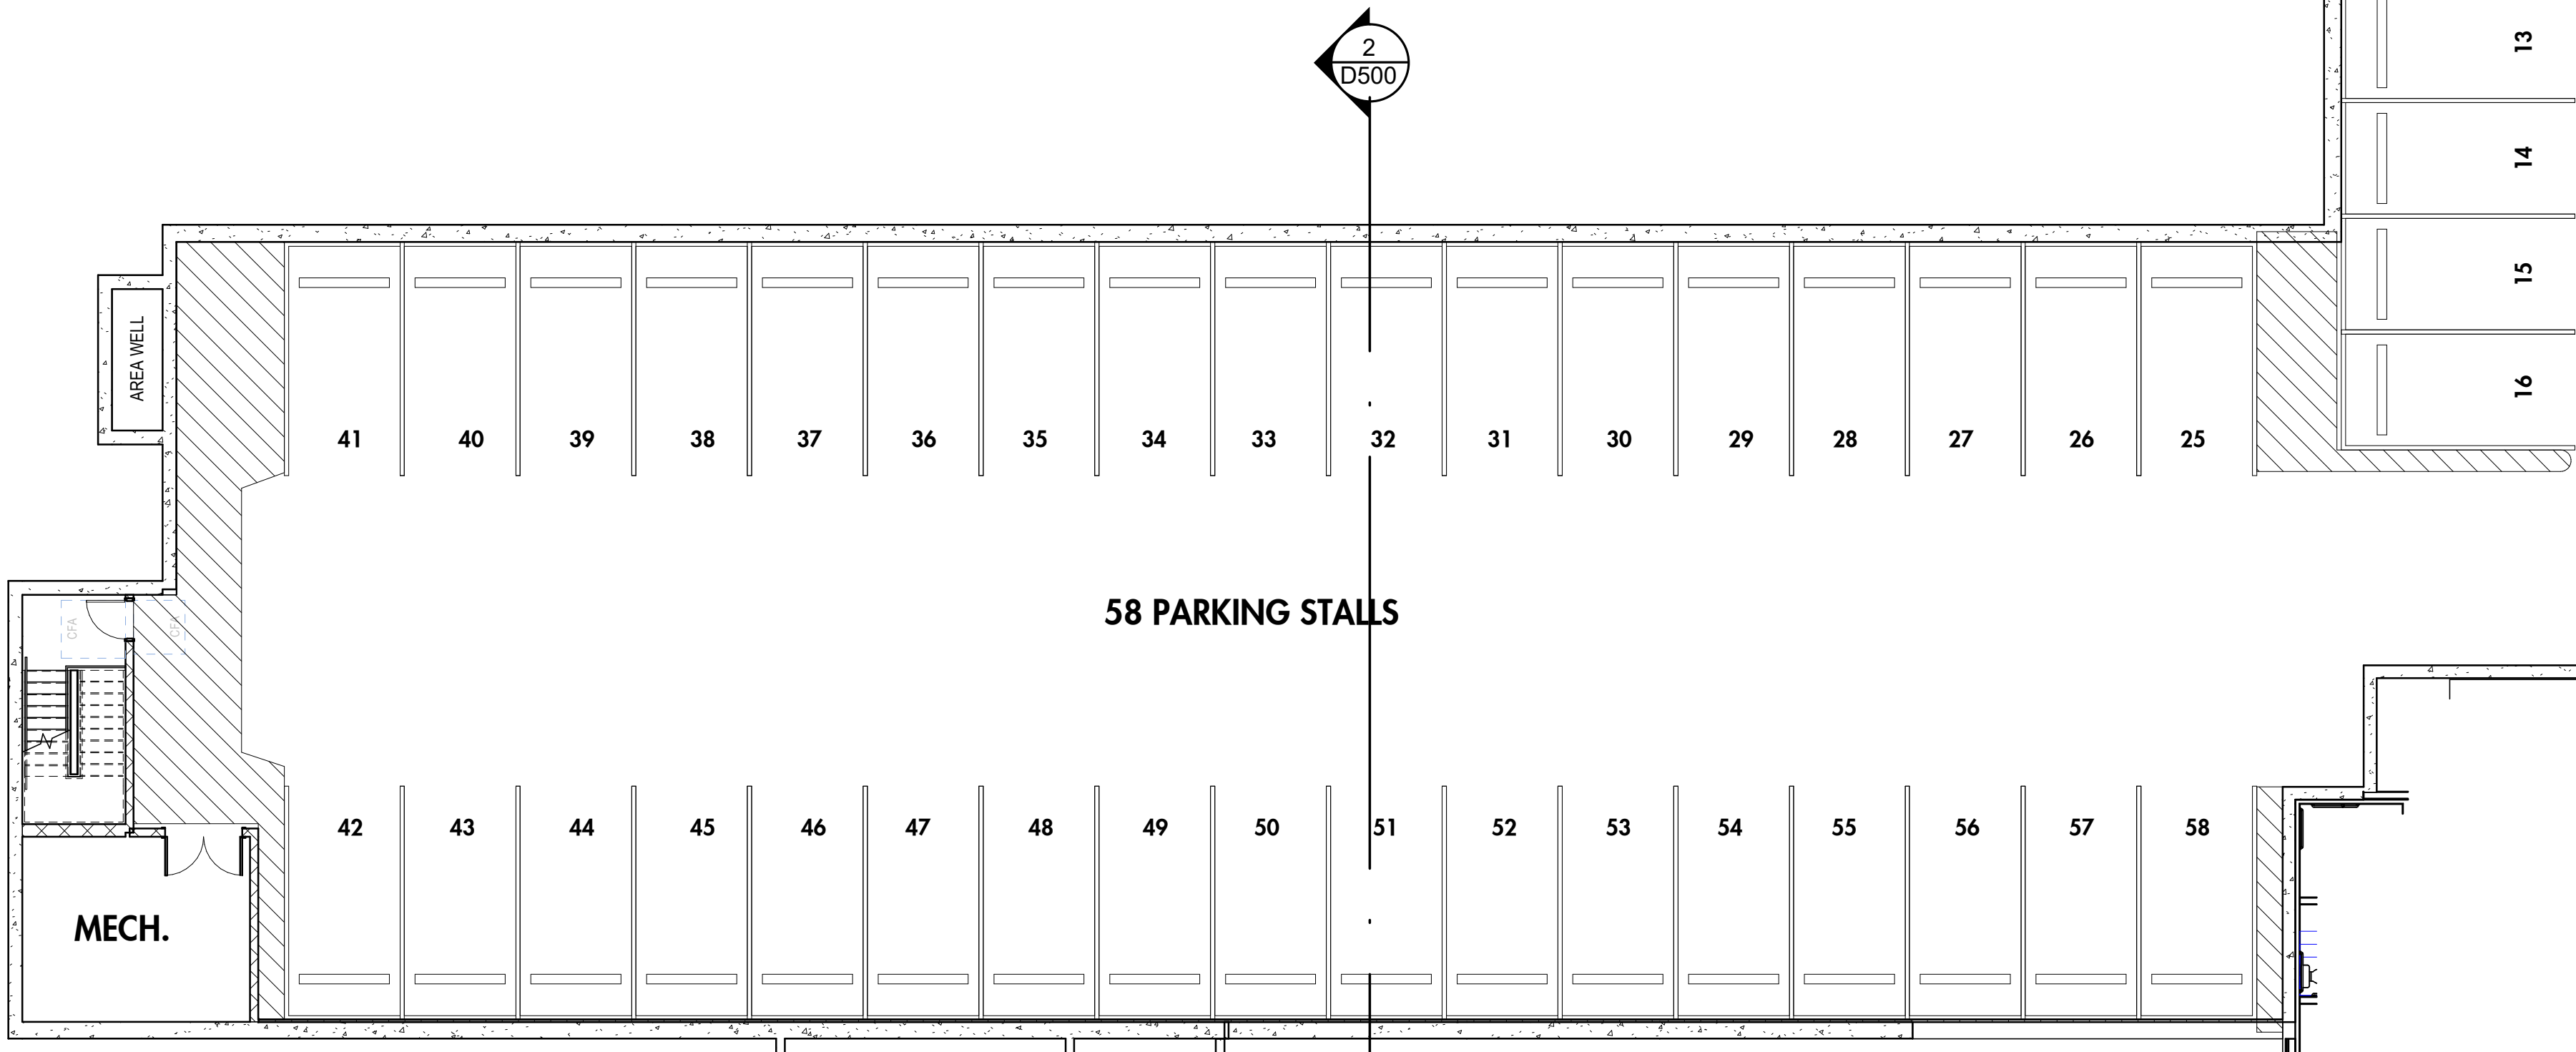 2
D500
13
14
15
16
AREA WELL
41 40 39 38 37 36 35 34 33 32 31 30 29 28 27 26 25
58 PARKING STALLS
CFA CFA
42 43 44 45 46 47 48 49 50 51 52 53 54 55 56 57 58
MECH.